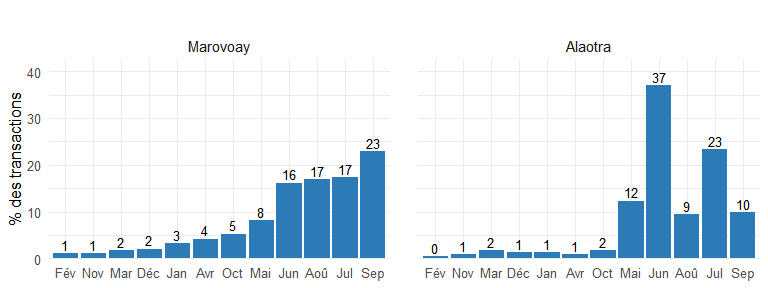 Marovoay Alaotra
% des transactions
40
30
20
10
0
1 1 2 2 3 4 5 8 16 17 17 23
0 1 2 1 1 1 2 12 37 9 23 10
Fév Nov Mar Déc Jan Avr Oct Mai Jun Aoû Jul Sep
Fév Nov Mar Déc Jan Avr Oct Mai Jun Aoû Jul Sep